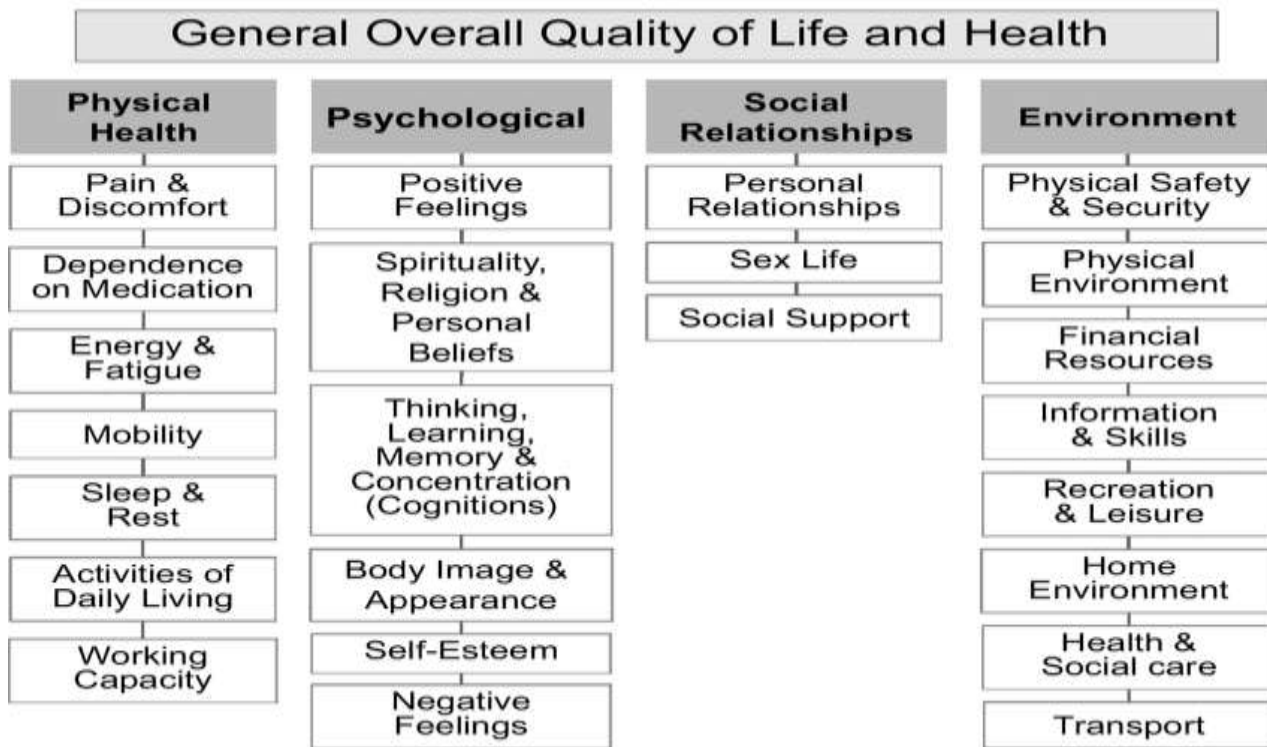 General Overall Quality of Life and Health
Physical
Health
Pain &
Discomfort
Dependence
on Medication
Energy &
Fatigue
Mobility
Sleep &
Rest
Activities of
Daily Living
Working
Capacity
Psychological
Positive
Feelings
Spirituality,
Religion &
Personal
Beliefs
Thinking,
Learning,
Memory &
Concentration
(Cognitions)
Body Image &
Appearance
Self-Esteem
Negative
Feelings
Social
Relationships
Personal
Relationships
Sex Life
Social Support
Environment
Physical Safety
& Security
Physical
Environment
Financial
Resources
Information
& Skills
Recreation
& Leisure
Home
Environment
Health &
Social care
Transport